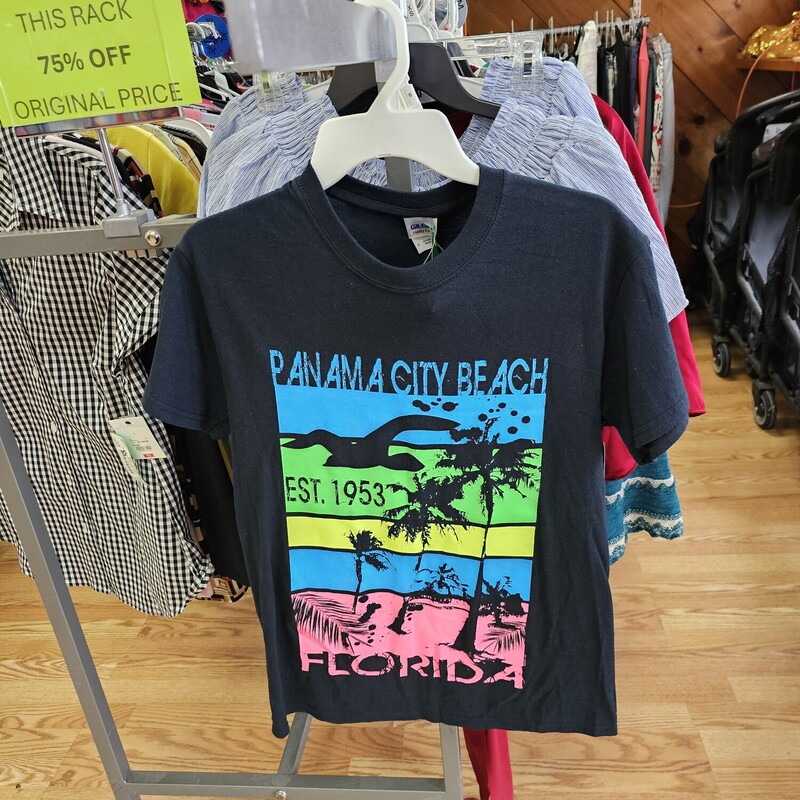 THIS RACK
75% OFF
ORIGINAL PRICE
PANAMA CITY BEACH
EST. 1953
FLORIDA